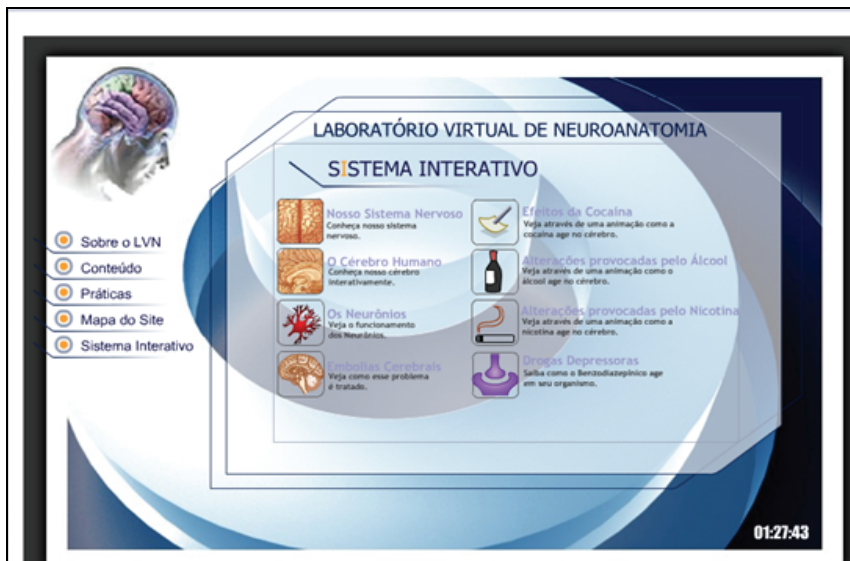 LABORATÓRIO VIRTUAL DE NEUROANATOMIA
SISTEMA INTERATIVO
Sobre o LVN
Conteúdo
Práticas
Mapa do Site
Sistema Interativo
Nosso Sistema Nervoso
Conheça nosso sistema
nervoso.
O Cérebro Humano
Conheça nosso cérebro
interativamente.
Os Neurônios
Veja o funcionamento
dos Neurônios.
Embolias Cerebrais
Veja como esse problema
é tratado.
Efeitos da Cocaina
Veja através de uma animação como a
cocaína age no cérebro.
Alterações provocadas pelo Álcool
Veja através de uma animação como o
álcool age no cérebro.
Alterações provocadas pelo Nicotina
Veja através de uma animação como a
nicotina age no cérebro.
Drogas Depressoras
Saiba como o Benzodiazepínico age
em seu organismo.
01:27:43